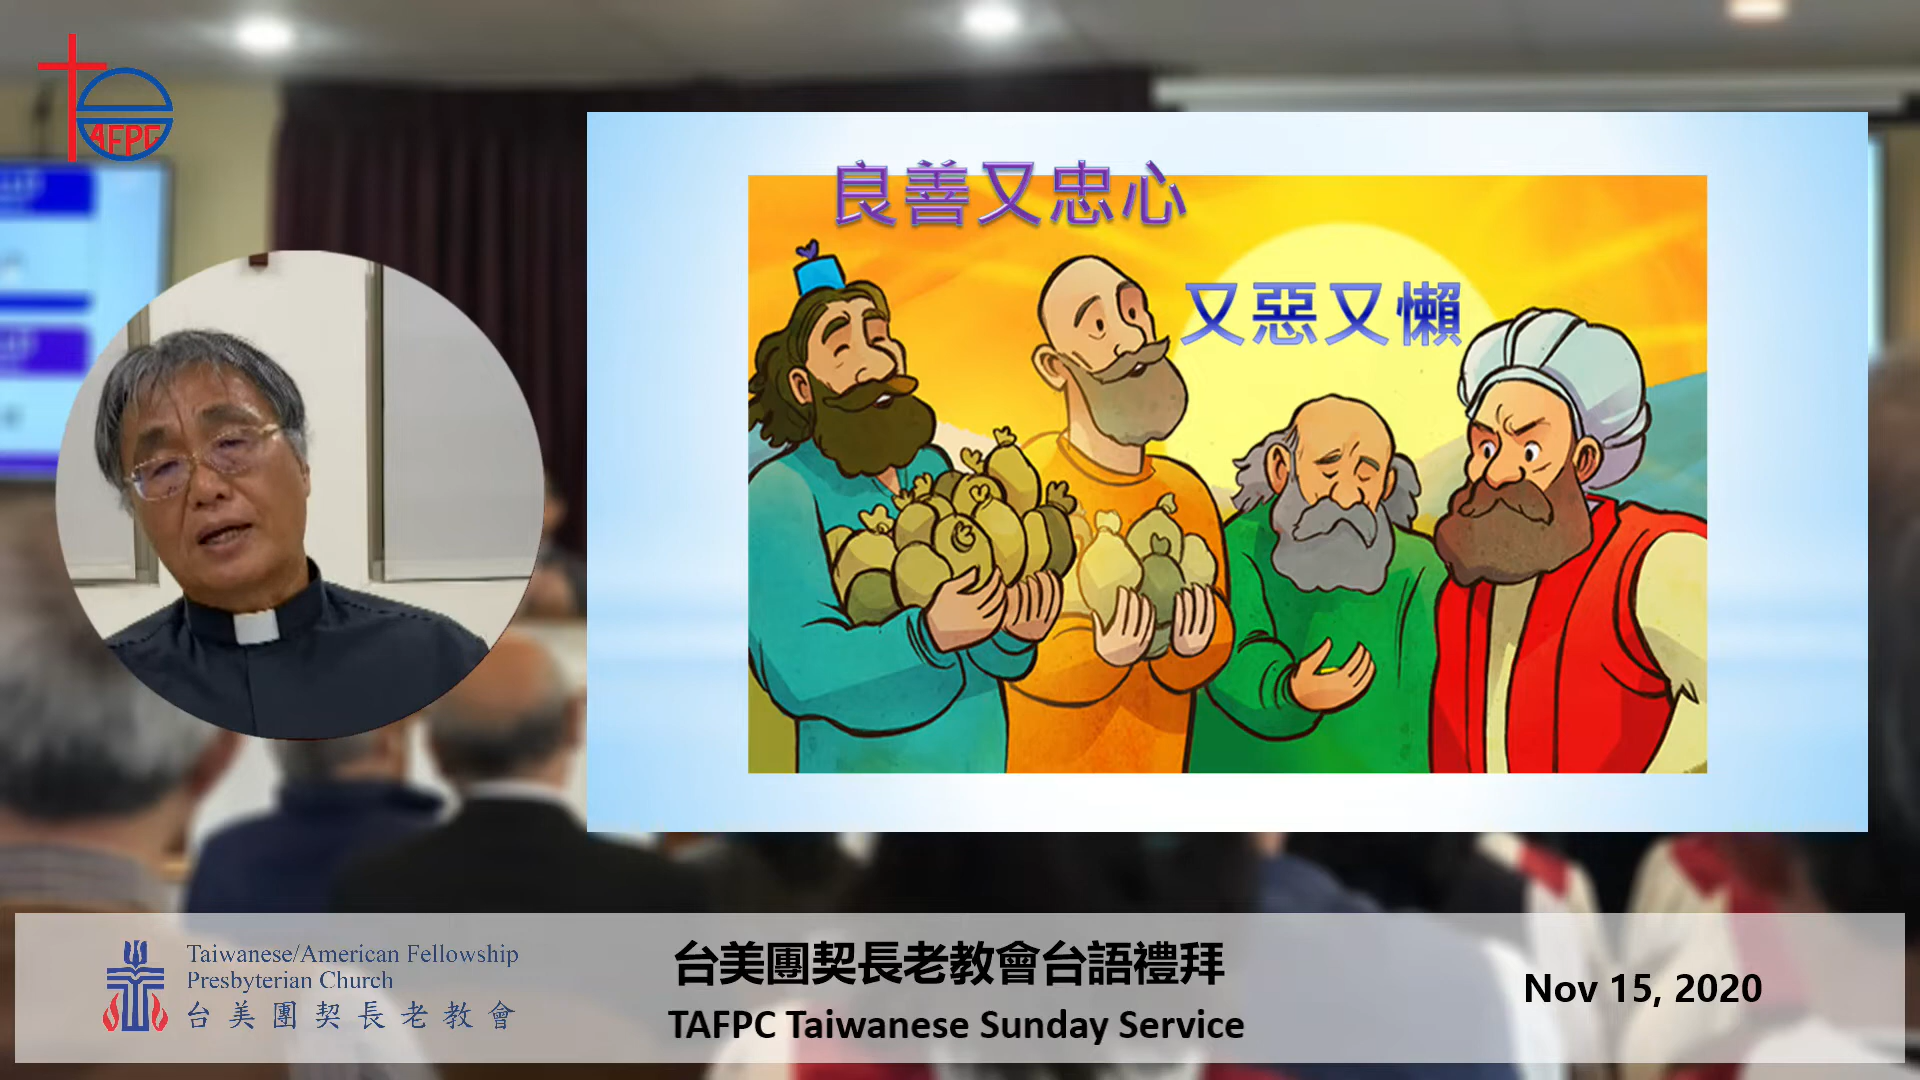 AFPC
良善又忠心
又惡又懶
Taiwanese/American Fellowship
Presbyterian Church
台美團契長老教會
台美團契長老教會台語禮拜
TAFPC Taiwanese Sunday Service
Nov 15, 2020